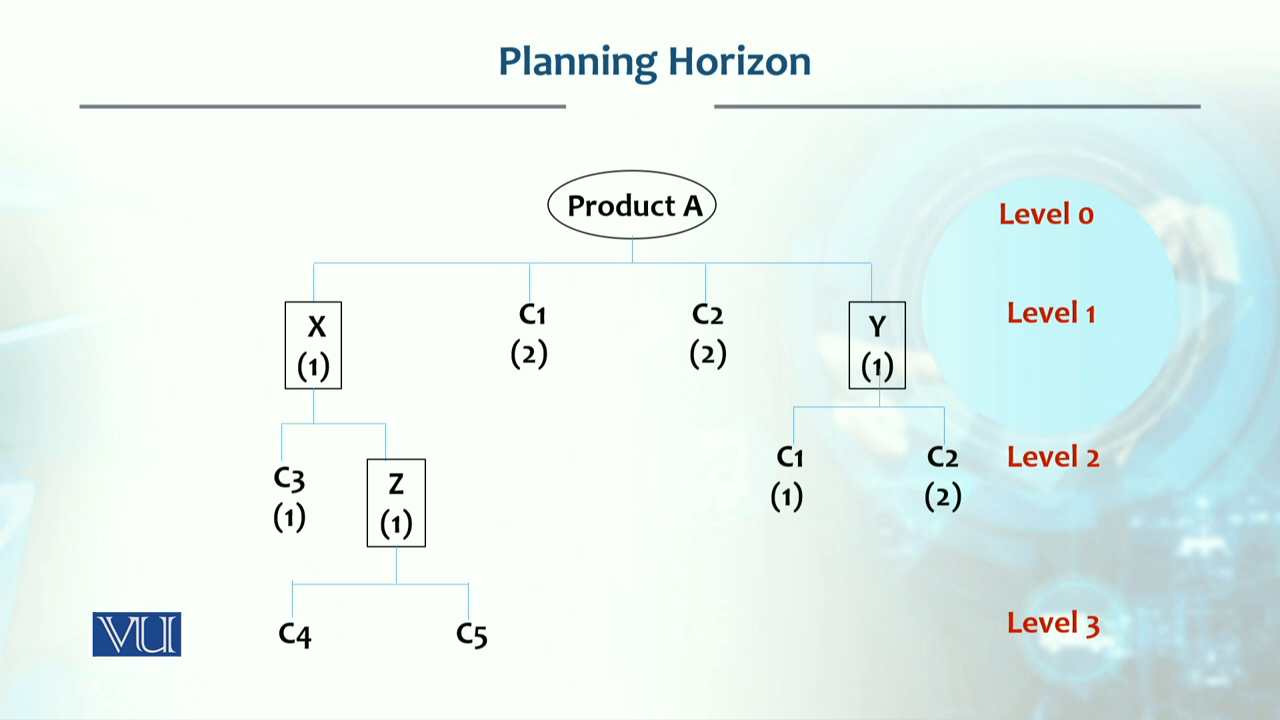 Planning Horizon
Product A
Level 0
X
(1)
C1
(2)
C2
(2)
Y
(1)
Level 1
C3
(1)
Z
(1)
C1
(1)
C2
(2)
Level 2
C4
C5
Level 3
VU